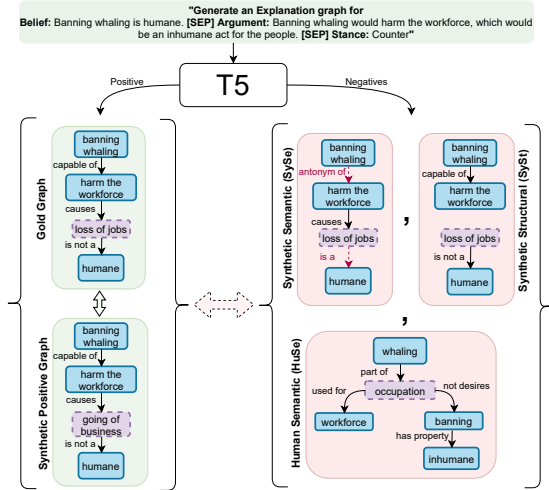 "Generate an Explanation graph for
Belief: Banning whaling is humane. [SEP] Argument: Banning whaling would harm the workforce, which would
be an inhumane act for the people. [SEP] Stance: Counter"
Positive
T5
Negatives
Gold Graph
banning
whaling
capable of
harm the
workforce
causes
loss of jobs
is not a
humane
Synthetic Positive Graph
banning
whaling
capable of
harm the
workforce
causes
going of
business
is not a
humane
Synthetic Semantic (SySe)
banning
whaling
antonym of
harm the
workforce
causes
loss of jobs
is a
humane
,
Synthetic Structural (SySt)
banning
whaling
capable of
harm the
workforce
loss of jobs
is not a
humane
,
Human Semantic (HuSe)
whaling
part of
occupation
used for
not desires
workforce
banning
has property
inhumane